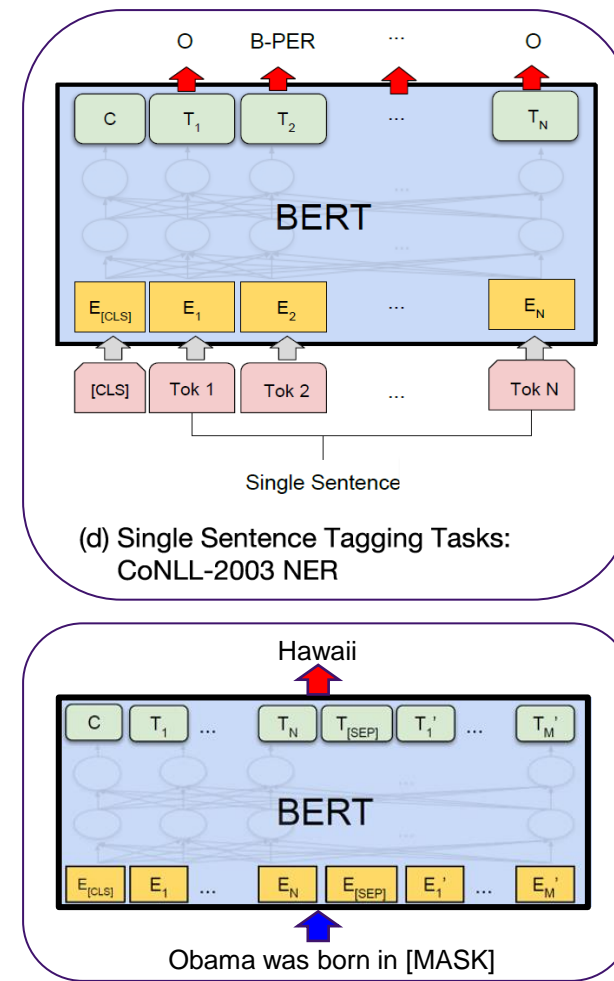 O B-PER ... O
C T1 T2 ... TN
...
BERT
...
E[CLS] E1 E2 ... EN
[CLS] Tok 1 Tok 2 ... Tok N
Single Sentence
(d) Single Sentence Tagging Tasks:
CoNLL-2003 NER
Hawaii
C T1 ... TN T[SEP] T1’ ... TM’
...
BERT
...
E[CLS] E1 ... EN E[SEP] E1’ ... EM’
Obama was born in [MASK]